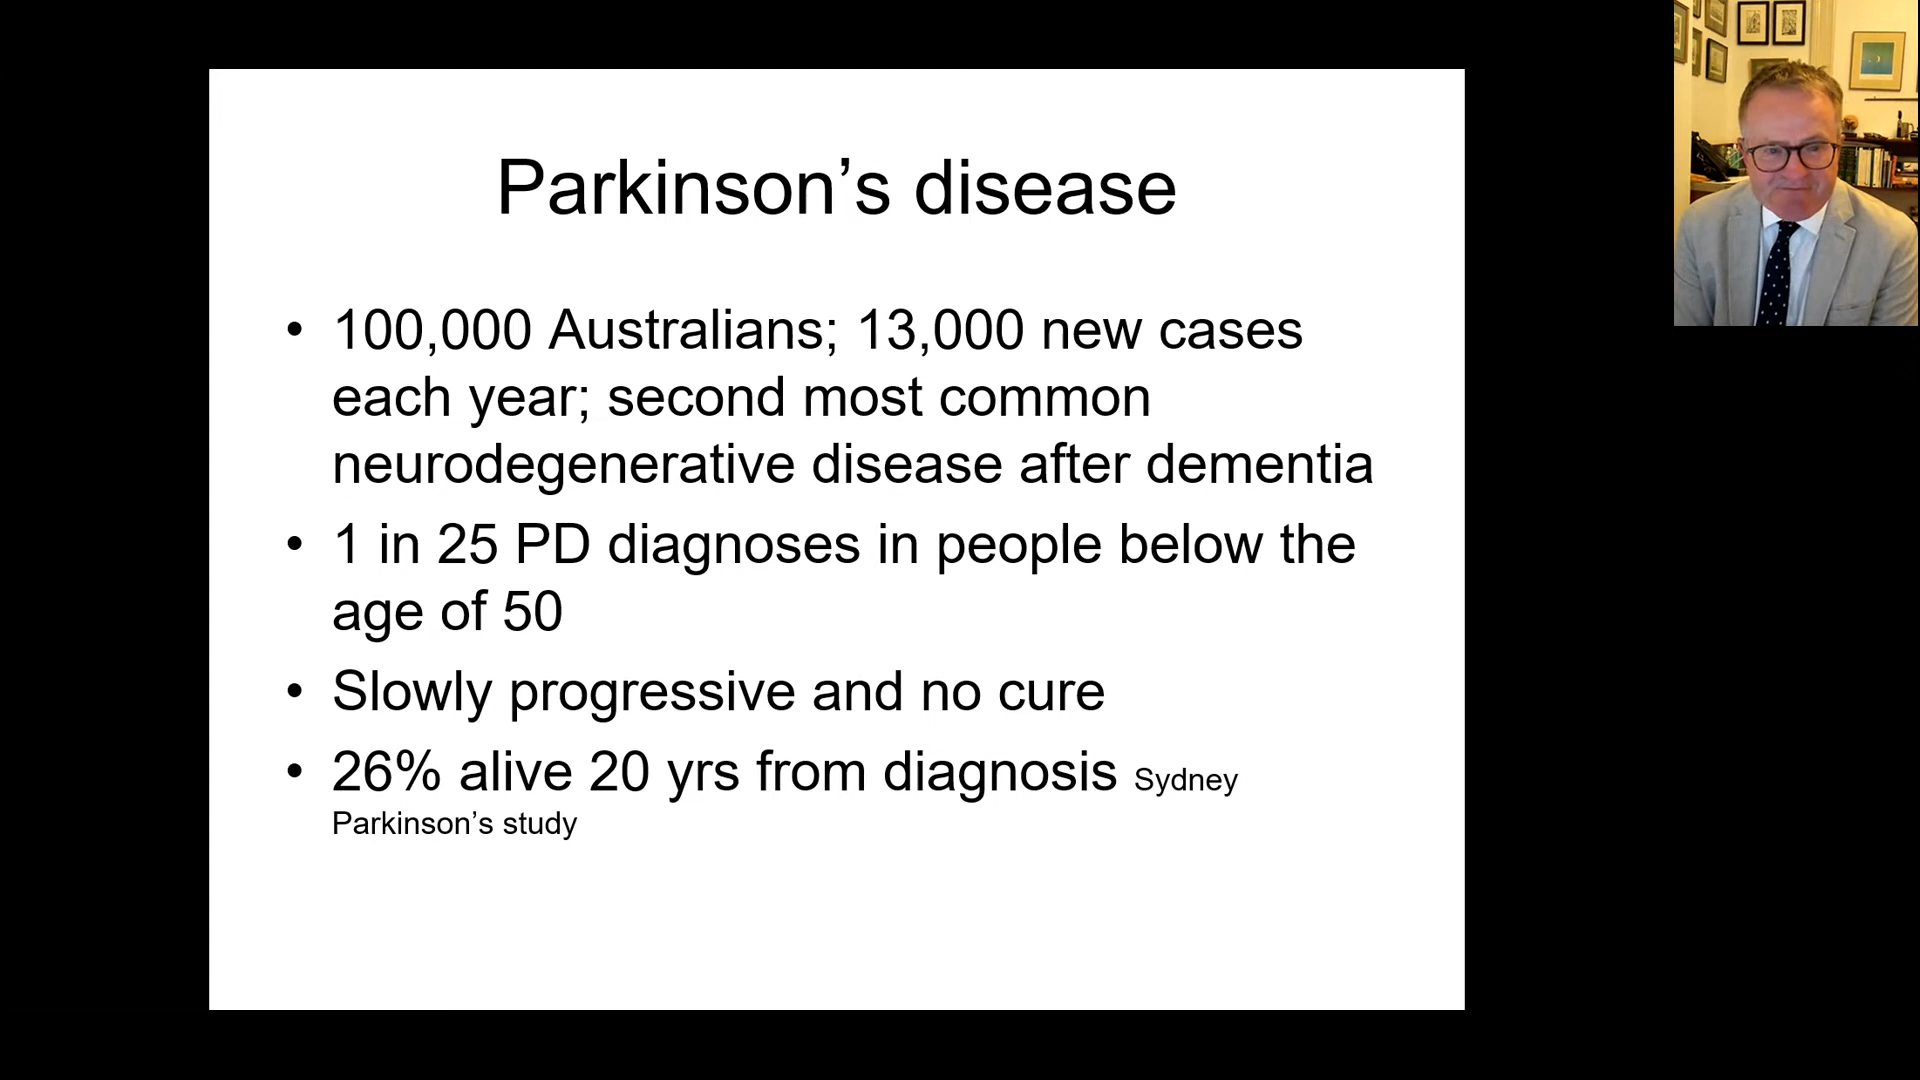 Parkinson’s disease
• 100,000 Australians; 13,000 new cases
each year; second most common
neurodegenerative disease after dementia
• 1 in 25 PD diagnoses in people below the
age of 50
• Slowly progressive and no cure
• 26% alive 20 yrs from diagnosis Sydney
Parkinson’s study